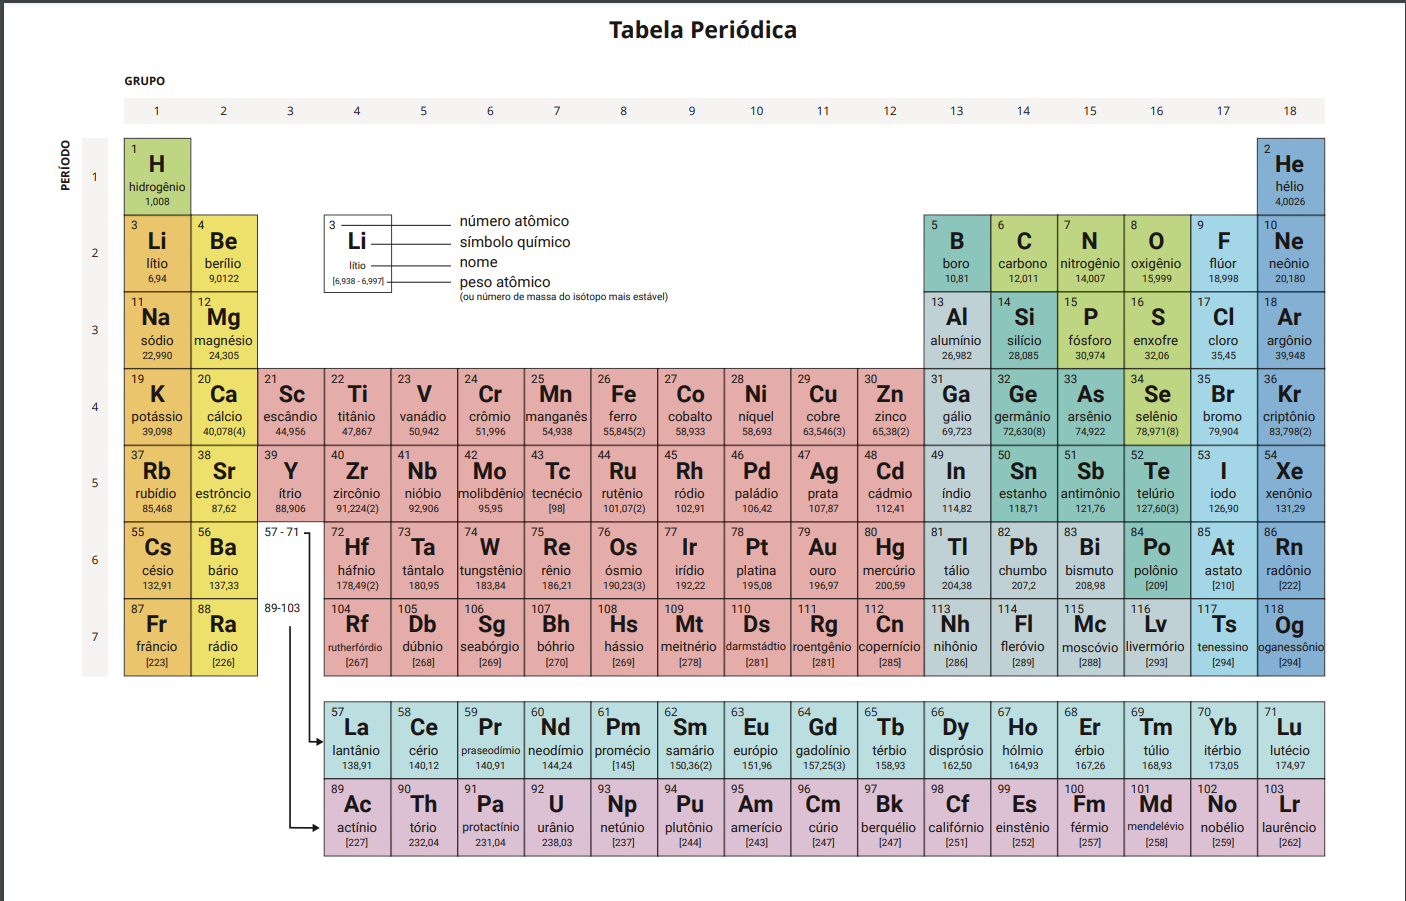 Tabela Periódica
GRUPO
1 2 3 4 5 6 7 8 9 10 11 12 13 14 15 16 17 18
PERÍODO
1
1
H
hidrogênio
1,008
2
He
hélio
4,0026
2
3
Li
lítio
6,94
4
Be
berílio
9,0122
3
Li
lítio
[6,938 - 6,997]
número atômico
símbolo químico
nome
peso atômico
(ou número de massa do isótopo mais estável)
5
B
boro
10,81
6
C
carbono
12,011
7
N
nitrogênio
14,007
8
O
oxigênio
15,999
9
F
flúor
18,998
10
Ne
neônio
20,180
3
11
Na
sódio
22,990
12
Mg
magnésio
24,305
13
Al
alumínio
26,982
14
Si
silício
28,085
15
P
fósforo
30,974
16
S
enxofre
32,06
17
Cl
cloro
35,45
18
Ar
argônio
39,948
4
19
K
potássio
39,098
20
Ca
cálcio
40,078(4)
21
Sc
escândio
44,956
22
Ti
titânio
47,867
23
V
vanádio
50,942
24
Cr
crômio
51,996
25
Mn
manganês
54,938
26
Fe
ferro
55,845(2)
27
Co
cobalto
58,933
28
Ni
níquel
58,693
29
Cu
cobre
63,546(3)
30
Zn
zinco
65,38(2)
31
Ga
gálio
69,723
32
Ge
germânio
72,630(8)
33
As
arsênio
74,922
34
Se
selênio
78,971(8)
35
Br
bromo
79,904
36
Kr
criptônio
83,798(2)
5
37
Rb
rubídio
85,468
38
Sr
estrôncio
87,62
39
Y
ítrio
88,906
40
Zr
zircônio
91,224(2)
41
Nb
nióbio
92,906
42
Mo
molibdênio
95,95
43
Tc
tecnécio
[98]
44
Ru
rutênio
101,07(2)
45
Rh
ródio
102,91
46
Pd
paládio
106,42
47
Ag
prata
107,87
48
Cd
cádmio
112,41
49
In
índio
114,82
50
Sn
estanho
118,71
51
Sb
antimônio
121,76
52
Te
telúrio
127,60(3)
53
I
iodo
126,90
54
Xe
xenônio
131,29
6
55
Cs
césio
132,91
56
Ba
bário
137,33
57 - 71
72
Hf
háfnio
178,49(2)
73
Ta
tântalo
180,95
74
W
tungstênio
183,84
75
Re
rênio
186,21
76
Os
ósmio
190,23(3)
77
Ir
irídio
192,22
78
Pt
platina
195,08
79
Au
ouro
196,97
80
Hg
mercúrio
200,59
81
Tl
tálio
204,38
82
Pb
chumbo
207,2
83
Bi
bismuto
208,98
84
Po
polônio
[209]
85
At
astato
[210]
86
Rn
radônio
[222]
7
87
Fr
frâncio
[223]
88
Ra
rádio
[226]
89-103
104
Rf
rutherfórdio
[267]
105
Db
dúbnio
[268]
106
Sg
seabórgio
[269]
107
Bh
bóhrio
[270]
108
Hs
hássio
[269]
109
Mt
meitnério
[278]
110
Ds
darmstádtio
[281]
111
Rg
roentgênio
[281]
112
Cn
copernício
[285]
113
Nh
nihônio
[286]
114
Fl
fleróvio
[289]
115
Mc
moscóvio
[288]
116
Lv
livermório
[293]
117
Ts
tenessino
[294]
118
Og
oganessônio
[294]
57
La
lantânio
138,91
58
Ce
cério
140,12
59
Pr
praseodímio
140,91
60
Nd
neodímio
144,24
61
Pm
promécio
[145]
62
Sm
samário
150,36(2)
63
Eu
európio
151,96
64
Gd
gadolínio
157,25(3)
65
Tb
térbio
158,93
66
Dy
disprósio
162,50
67
Ho
hólmio
164,93
68
Er
érbio
167,26
69
Tm
túlio
168,93
70
Yb
itérbio
173,05
71
Lu
lutécio
174,97
89
Ac
actínio
[227]
90
Th
tório
232,04
91
Pa
protactínio
231,04
92
U
urânio
238,03
93
Np
netúnio
[237]
94
Pu
plutônio
[244]
95
Am
amerício
[243]
96
Cm
cúrio
[247]
97
Bk
berquélio
[247]
98
Cf
califórnio
[251]
99
Es
einstênio
[252]
100
Fm
férmio
[257]
101
Md
mendelévio
[258]
102
No
nobélio
[259]
103
Lr
laurêncio
[262]